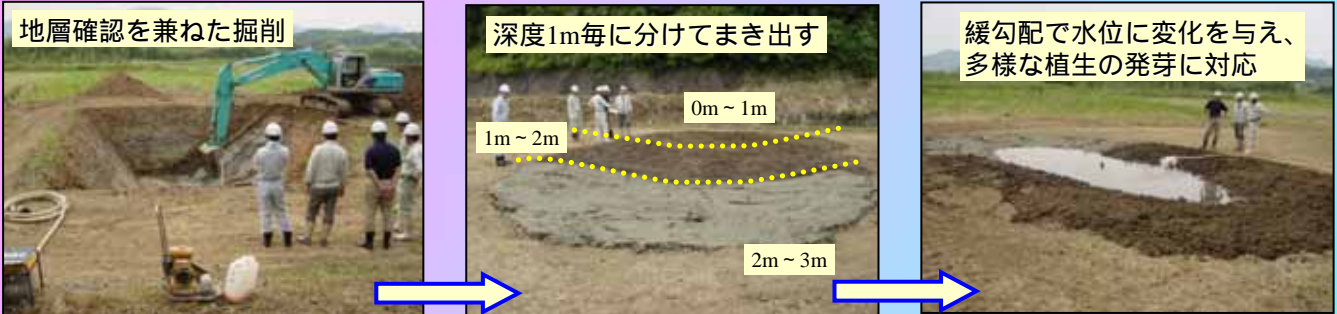 地層確認を兼ねた掘削
深度1m毎に分けてまき出す
0m ~ 1m
1m ~ 2m
2m ~ 3m
緩勾配で水位に変化を与え、
多様な植生の発芽に対応